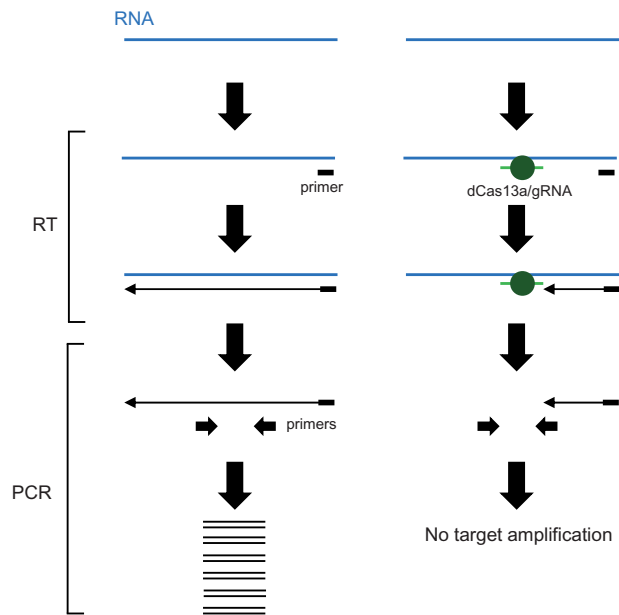 RNA
primer
dCas13a/gRNA
RT
primers
PCR
No target amplification